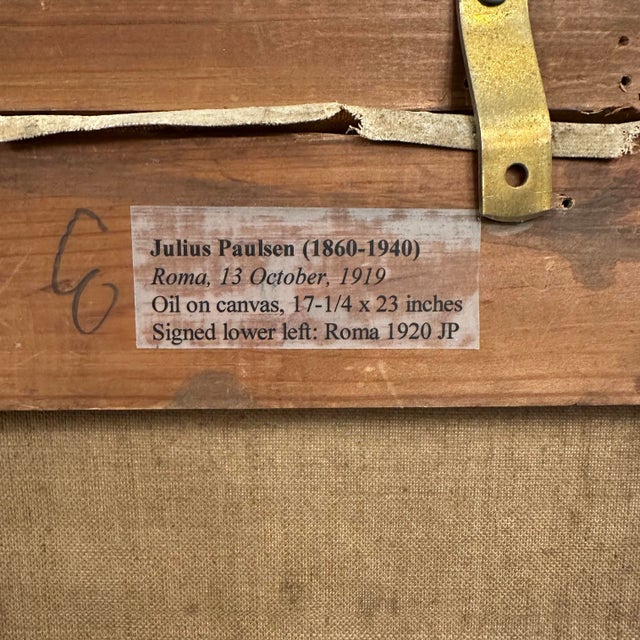 Julius Paulsen (1860-1940)
Roma, 13 October, 1919
Oil on canvas, 17-1/4 x 23 inches
Signed lower left: Roma 1920 JP